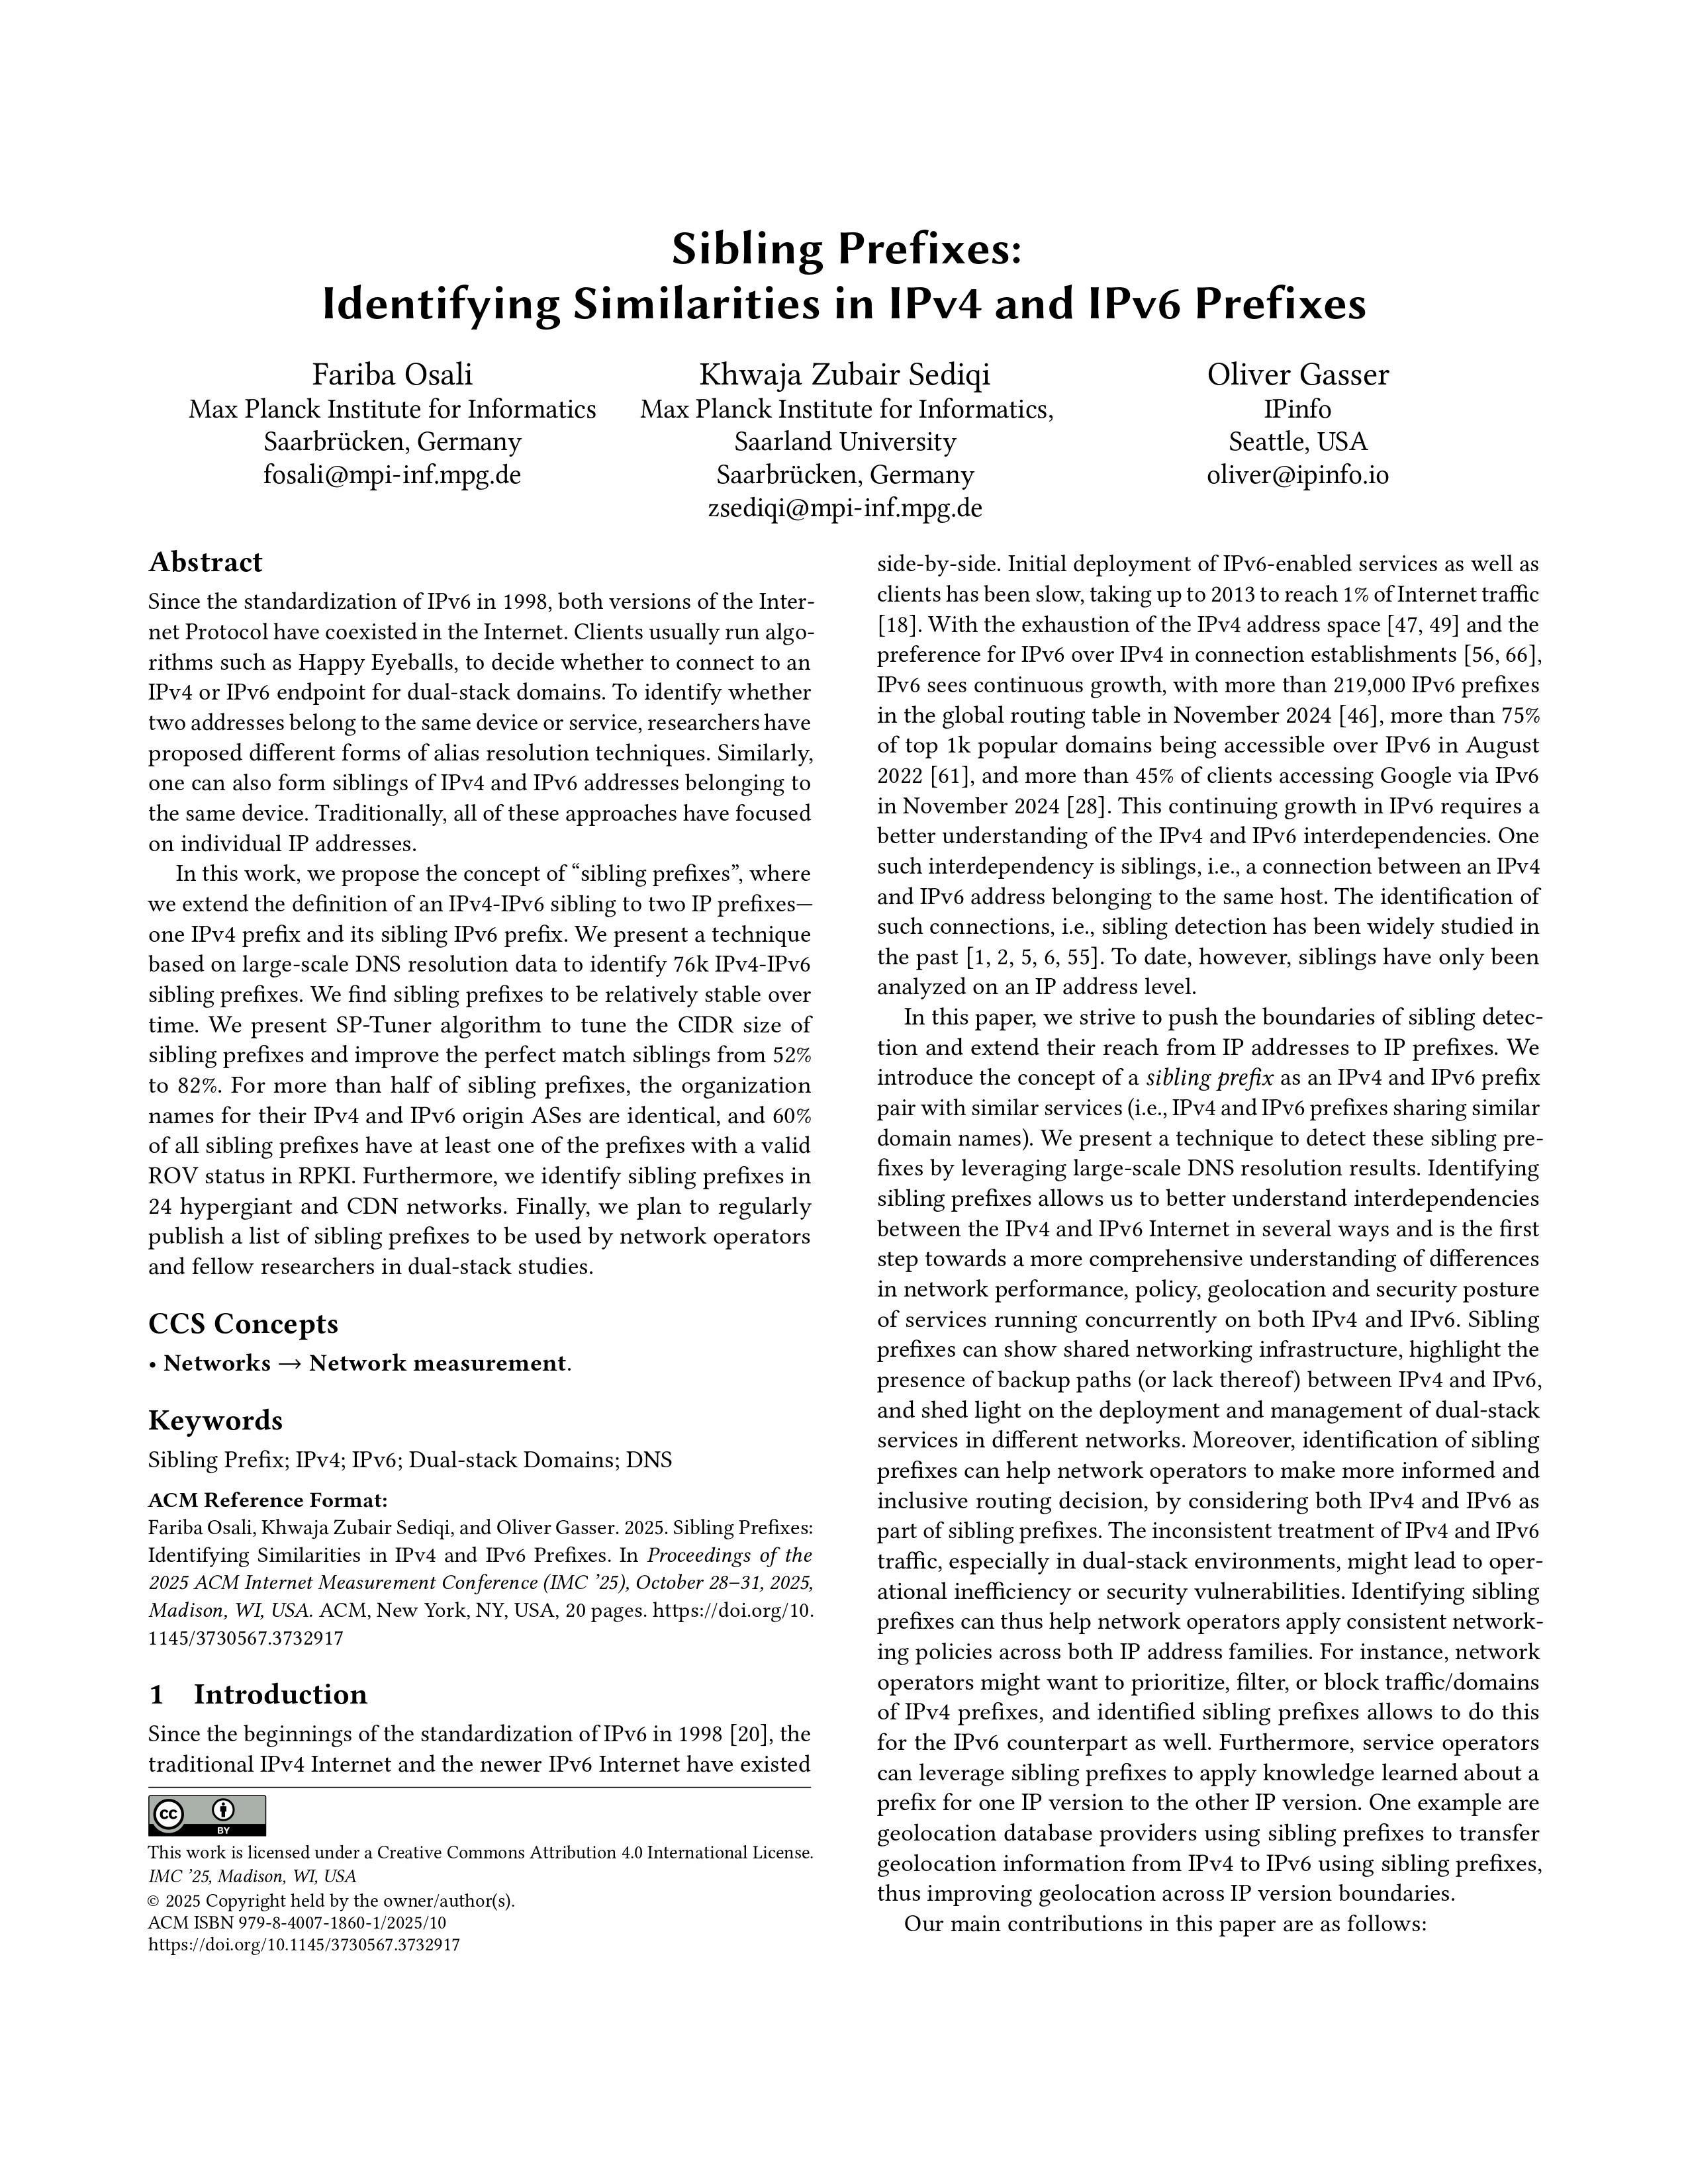 Sibling Prefixes:
Identifying Similarities in IPv4 and IPv6 Prefixes
Fariba Osali
Max Planck Institute for Informatics
Saarbrücken, Germany
fosali@mpi-inf.mpg.de
Khwaja Zubair Sediqi
Max Planck Institute for Informatics,
Saarland University
Saarbrücken, Germany
zsediqi@mpi-inf.mpg.de
Oliver Gasser
IPinfo
Seattle, USA
oliver@ipinfo.io
Abstract
Since the standardization of IPv6 in 1998, both versions of the Inter-
net Protocol have coexisted in the Internet. Clients usually run algo-
rithms such as Happy Eyeballs, to decide whether to connect to an
IPv4 or IPv6 endpoint for dual-stack domains. To identify whether
two addresses belong to the same device or service, researchers have
proposed different forms of alias resolution techniques. Similarly,
one can also form siblings of IPv4 and IPv6 addresses belonging to
the same device. Traditionally, all of these approaches have focused
on individual IP addresses.
In this work, we propose the concept of “sibling prefixes”, where
we extend the definition of an IPv4-IPv6 sibling to two IP prefixes—
one IPv4 prefix and its sibling IPv6 prefix. We present a technique
based on large-scale DNS resolution data to identify 76k IPv4-IPv6
sibling prefixes. We find sibling prefixes to be relatively stable over
time. We present SP-Tuner algorithm to tune the CIDR size of
sibling prefixes and improve the perfect match siblings from 52%
to 82%. For more than half of sibling prefixes, the organization
names for their IPv4 and IPv6 origin ASes are identical, and 60%
of all sibling prefixes have at least one of the prefixes with a valid
ROV status in RPKI. Furthermore, we identify sibling prefixes in
24 hypergiant and CDN networks. Finally, we plan to regularly
publish a list of sibling prefixes to be used by network operators
and fellow researchers in dual-stack studies.
CCS Concepts
• Networks → Network measurement.
Keywords
Sibling Prefix; IPv4; IPv6; Dual-stack Domains; DNS
ACM Reference Format:
Fariba Osali, Khwaja Zubair Sediqi, and Oliver Gasser. 2025. Sibling Prefixes:
Identifying Similarities in IPv4 and IPv6 Prefixes. In Proceedings of the
2025 ACM Internet Measurement Conference (IMC ’25), October 28–31, 2025,
Madison, WI, USA. ACM, New York, NY, USA, 20 pages. https://doi.org/10.
1145/3730567.3732917
1 Introduction
Since the beginnings of the standardization of IPv6 in 1998 [20], the
traditional IPv4 Internet and the newer IPv6 Internet have existed
cc BY
This work is licensed under a Creative Commons Attribution 4.0 International License.
IMC ’25, Madison, WI, USA
© 2025 Copyright held by the owner/author(s).
ACM ISBN 979-8-4007-1860-1/2025/10
https://doi.org/10.1145/3730567.3732917
side-by-side. Initial deployment of IPv6-enabled services as well as
clients has been slow, taking up to 2013 to reach 1% of Internet traffic
[18]. With the exhaustion of the IPv4 address space [47, 49] and the
preference for IPv6 over IPv4 in connection establishments [56, 66],
IPv6 sees continuous growth, with more than 219,000 IPv6 prefixes
in the global routing table in November 2024 [46], more than 75%
of top 1k popular domains being accessible over IPv6 in August
2022 [61], and more than 45% of clients accessing Google via IPv6
in November 2024 [28]. This continuing growth in IPv6 requires a
better understanding of the IPv4 and IPv6 interdependencies. One
such interdependency is siblings, i.e., a connection between an IPv4
and IPv6 address belonging to the same host. The identification of
such connections, i.e., sibling detection has been widely studied in
the past [1, 2, 5, 6, 55]. To date, however, siblings have only been
analyzed on an IP address level.
In this paper, we strive to push the boundaries of sibling detec-
tion and extend their reach from IP addresses to IP prefixes. We
introduce the concept of a sibling prefix as an IPv4 and IPv6 prefix
pair with similar services (i.e., IPv4 and IPv6 prefixes sharing similar
domain names). We present a technique to detect these sibling pre-
fixes by leveraging large-scale DNS resolution results. Identifying
sibling prefixes allows us to better understand interdependencies
between the IPv4 and IPv6 Internet in several ways and is the first
step towards a more comprehensive understanding of differences
in network performance, policy, geolocation and security posture
of services running concurrently on both IPv4 and IPv6. Sibling
prefixes can show shared networking infrastructure, highlight the
presence of backup paths (or lack thereof) between IPv4 and IPv6,
and shed light on the deployment and management of dual-stack
services in different networks. Moreover, identification of sibling
prefixes can help network operators to make more informed and
inclusive routing decision, by considering both IPv4 and IPv6 as
part of sibling prefixes. The inconsistent treatment of IPv4 and IPv6
traffic, especially in dual-stack environments, might lead to oper-
ational inefficiency or security vulnerabilities. Identifying sibling
prefixes can thus help network operators apply consistent network-
ing policies across both IP address families. For instance, network
operators might want to prioritize, filter, or block traffic/domains
of IPv4 prefixes, and identified sibling prefixes allows to do this
for the IPv6 counterpart as well. Furthermore, service operators
can leverage sibling prefixes to apply knowledge learned about a
prefix for one IP version to the other IP version. One example are
geolocation database providers using sibling prefixes to transfer
geolocation information from IPv4 to IPv6 using sibling prefixes,
thus improving geolocation across IP version boundaries.
Our main contributions in this paper are as follows: